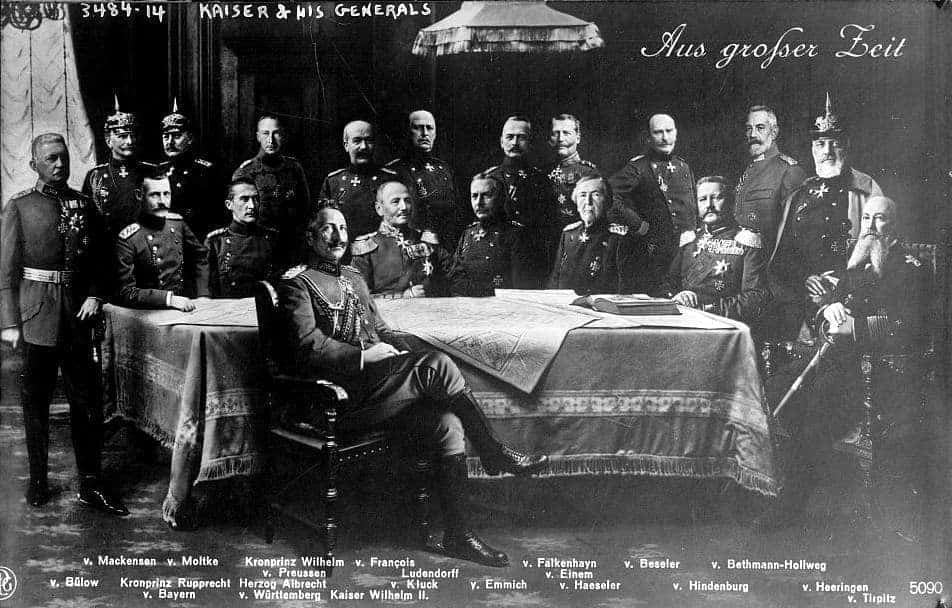 3484-14 KAISER & HIS GENERALS
Aus großer Zeit
v. Mackensen v. Moltke Kronprinz Wilhelm v. François v. Falkenhayn v. Beseler v. Bethmann-Hollweg
v. Preussen Ludendorff v. Einem
v. Bülow Kronprinz Rupprecht Herzog Albrecht v. Kluck v. Emmich v. Haeseler v. Hindenburg v. Heeringen
v. Bayern v. Württemberg Kaiser Wilhelm II. v. Tirpitz
5090